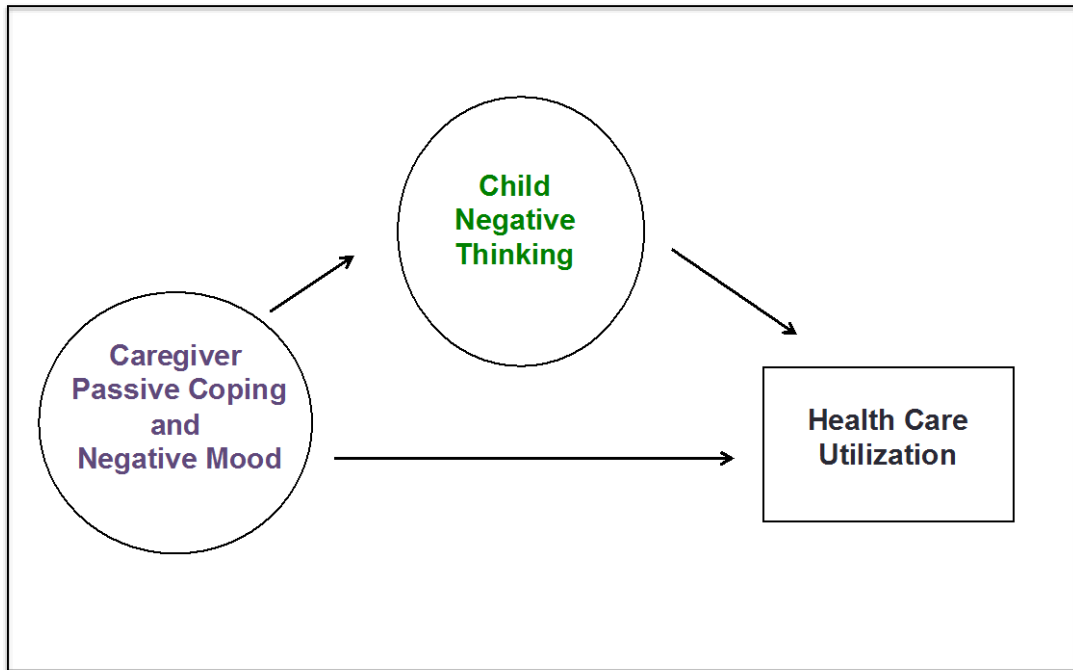 Child
Negative
Thinking
Caregiver
Passive Coping
and
Negative Mood
Health Care
Utilization